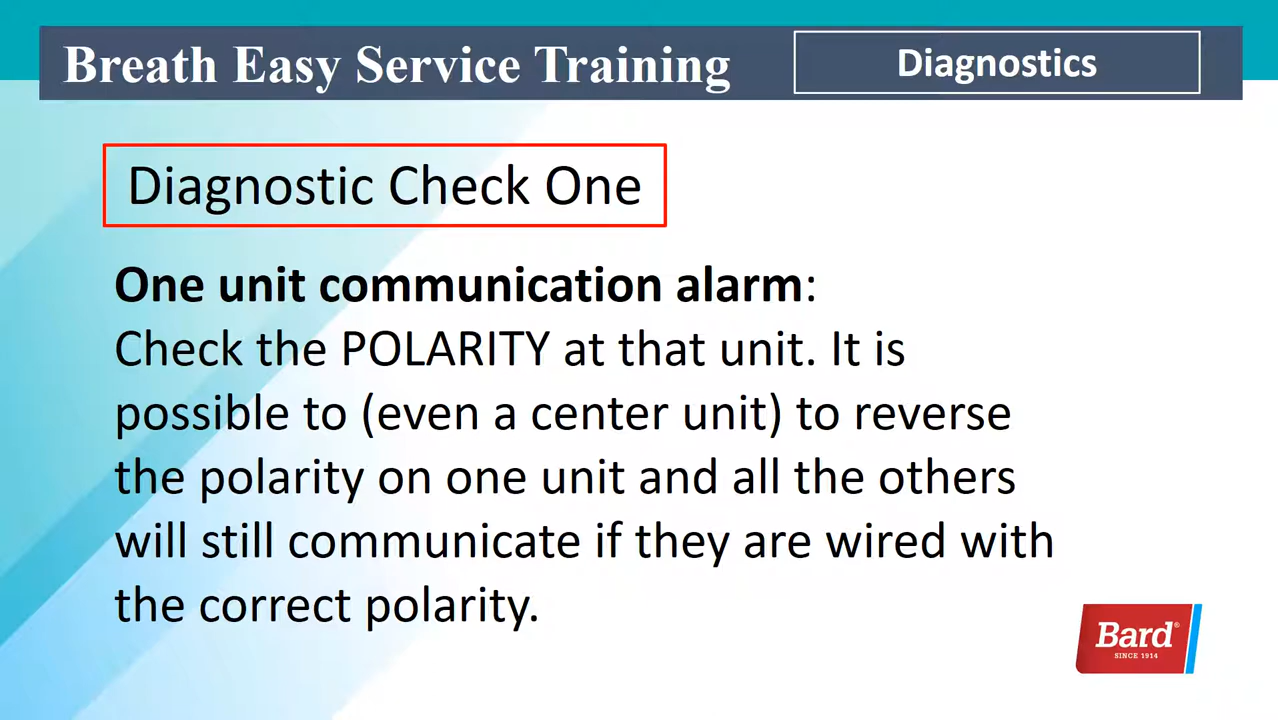 Breath Easy Service Training
Diagnostics
Diagnostic Check One
One unit communication alarm:
Check the POLARITY at that unit. It is
possible to (even a center unit) to reverse
the polarity on one unit and all the others
will still communicate if they are wired with
the correct polarity.
Bard®
SINCE 1914